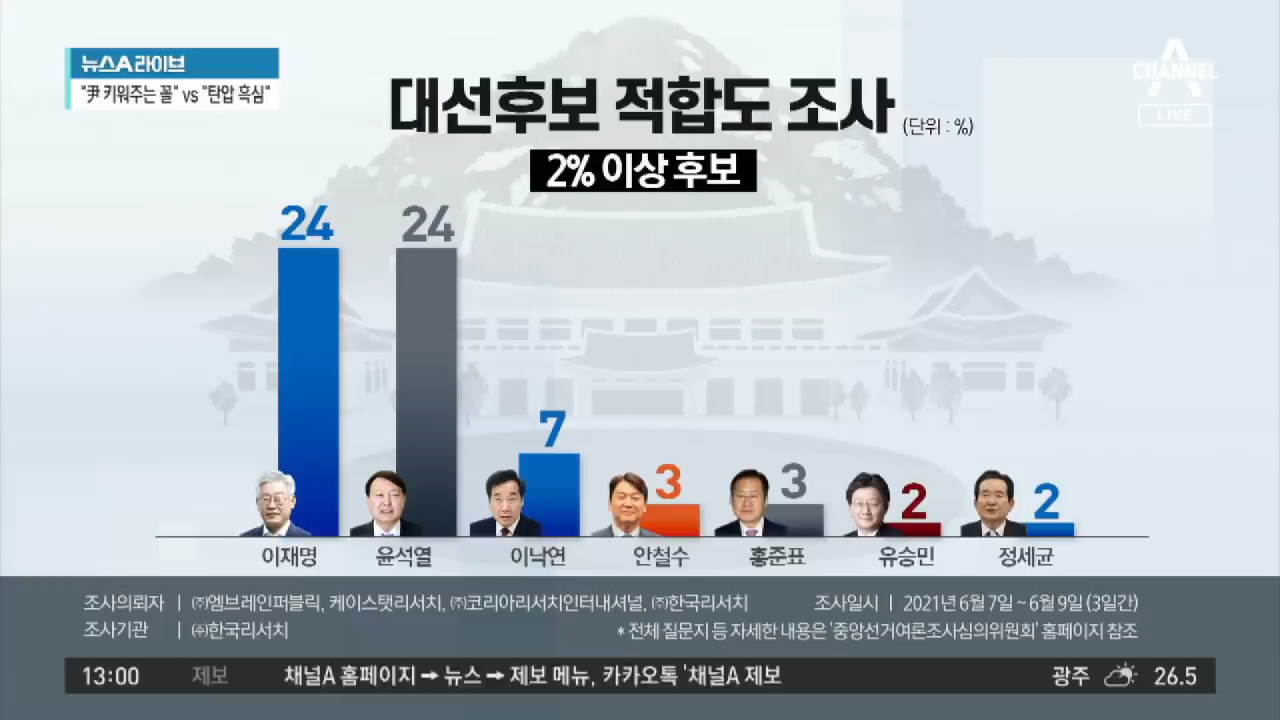 뉴스A 라이브
"尹 키워주는 꼴" vs "탄압 흑심"
CHANNEL A
LIVE
대선후보 적합도 조사 (단위 : %)
2% 이상 후보
24 24 7 3 3 2 2
이재명 윤석열 이낙연 안철수 홍준표 유승민 정세균
조사의뢰자 | ㈜엠브레인퍼블릭, 케이스탯리서치, ㈜코리아리서치인터내셔널, ㈜한국리서치 조사일시 | 2021년 6월 7일 ~ 6월 9일 (3일간)
조사기관 | ㈜한국리서치 * 전체 질문지 등 자세한 내용은 '중앙선거여론조사심의위원회' 홈페이지 참조
13:00 제보 채널A 홈페이지 → 뉴스 → 제보 메뉴, 카카오톡 '채널A 제보 광주 26.5